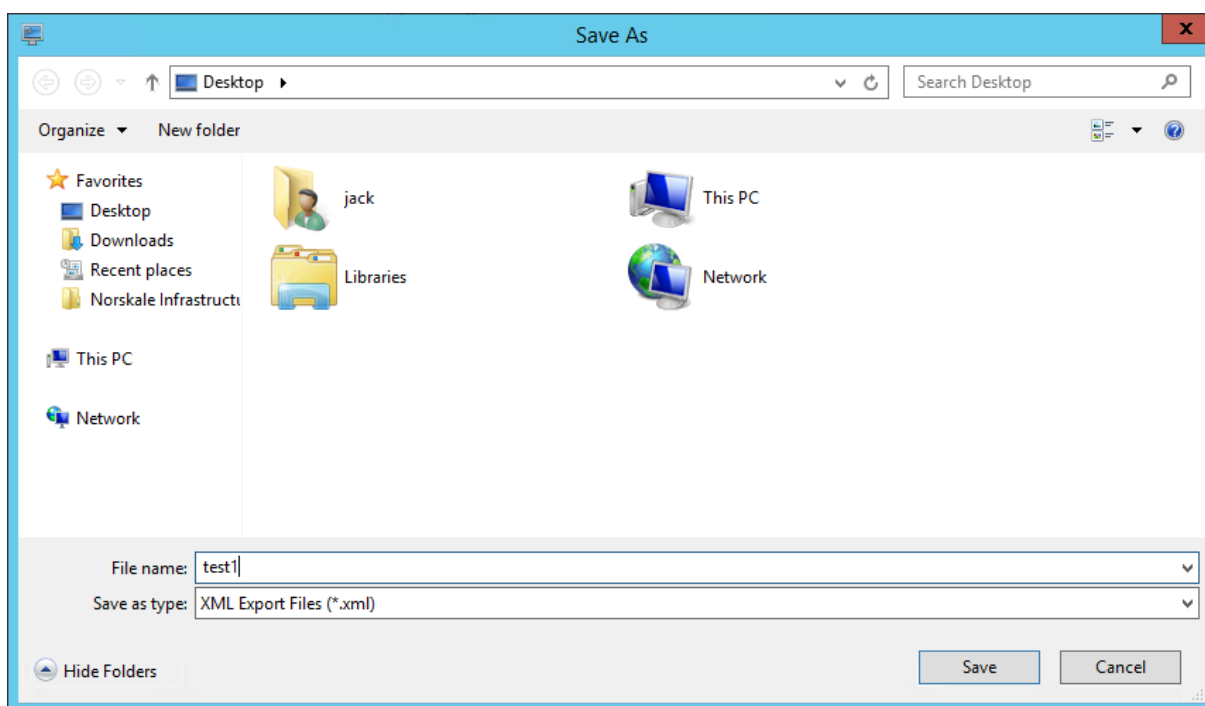 Save As
x
Desktop
Search Desktop
Organize
New folder
Favorites
Desktop
Downloads
Recent places
Norskale Infrastructu
This PC
Network
jack
This PC
Libraries
Network
File name: test1
Save as type: XML Export Files (*.xml)
Hide Folders
Save
Cancel